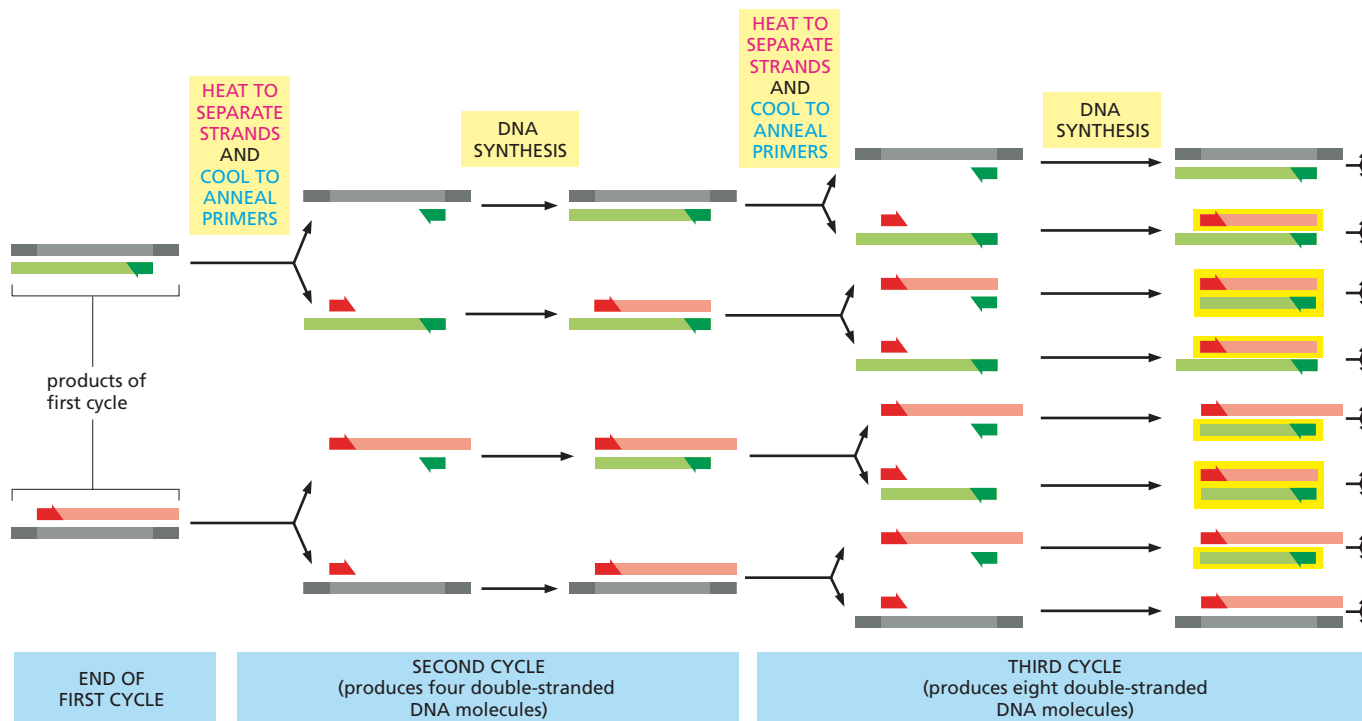 HEAT TO
SEPARATE
STRANDS
AND
COOL TO
ANNEAL
PRIMERS
DNA
SYNTHESIS
HEAT TO
SEPARATE
STRANDS
AND
COOL TO
ANNEAL
PRIMERS
DNA
SYNTHESIS
products of
first cycle
END OF
FIRST CYCLE
SECOND CYCLE
(produces four double-stranded
DNA molecules)
THIRD CYCLE
(produces eight double-stranded
DNA molecules)